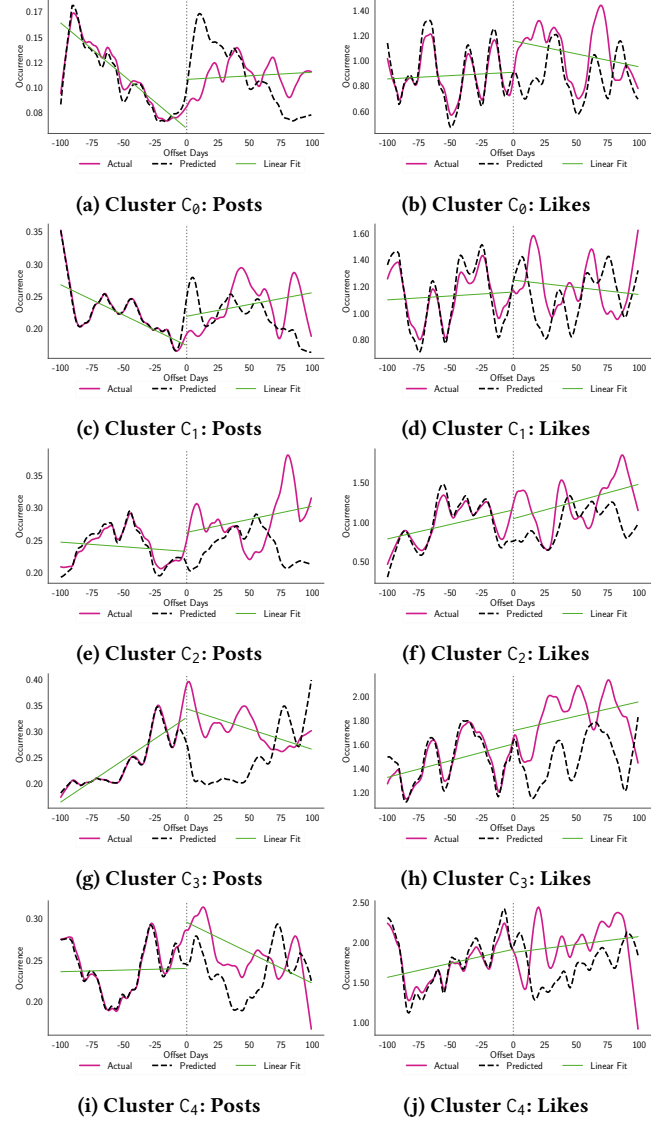 0.17
0.15
0.12
0.10
0.08
Occurrence
-100 -75 -50 -25 0 25 50 75 100
Offset Days
Actual Predicted Linear Fit
(a) Cluster C0: Posts
1.40
1.20
1.00
0.80
0.60
Occurrence
-100 -75 -50 -25 0 25 50 75 100
Offset Days
Actual Predicted Linear Fit
(b) Cluster C0: Likes
0.35
0.30
0.25
0.20
Occurrence
-100 -75 -50 -25 0 25 50 75 100
Offset Days
Actual Predicted Linear Fit
(c) Cluster C1: Posts
1.60
1.40
1.20
1.00
0.80
Occurrence
-100 -75 -50 -25 0 25 50 75 100
Offset Days
Actual Predicted Linear Fit
(d) Cluster C1: Likes
0.35
0.30
0.25
0.20
Occurrence
-100 -75 -50 -25 0 25 50 75 100
Offset Days
Actual Predicted Linear Fit
(e) Cluster C2: Posts
1.50
1.00
0.50
Occurrence
-100 -75 -50 -25 0 25 50 75 100
Offset Days
Actual Predicted Linear Fit
(f) Cluster C2: Likes
0.40
0.30
0.20
Occurrence
-100 -75 -50 -25 0 25 50 75 100
Offset Days
Actual Predicted Linear Fit
(g) Cluster C3: Posts
2.00
1.80
1.60
1.40
1.20
Occurrence
-100 -75 -50 -25 0 25 50 75 100
Offset Days
Actual Predicted Linear Fit
(h) Cluster C3: Likes
0.30
0.25
0.20
Occurrence
-100 -75 -50 -25 0 25 50 75 100
Offset Days
Actual Predicted Linear Fit
(i) Cluster C4: Posts
2.50
2.00
1.50
1.00
Occurrence
-100 -75 -50 -25 0 25 50 75 100
Offset Days
Actual Predicted Linear Fit
(j) Cluster C4: Likes